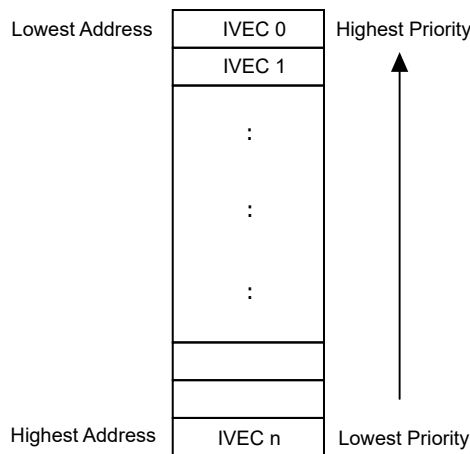 Lowest Address IVEC 0 Highest Priority
IVEC 1
:
:
:
Highest Address IVEC n Lowest Priority